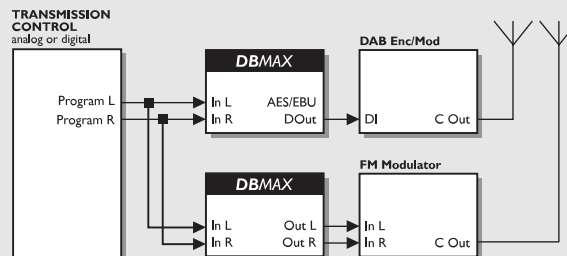 TRANSMISSION
CONTROL
analog or digital
Program L
Program R
DBMAX
In L AES/EBU
In R DOut
DAB Enc/Mod
DI C Out
DBMAX
In L Out L
In R Out R
FM Modulator
In L
In R C Out